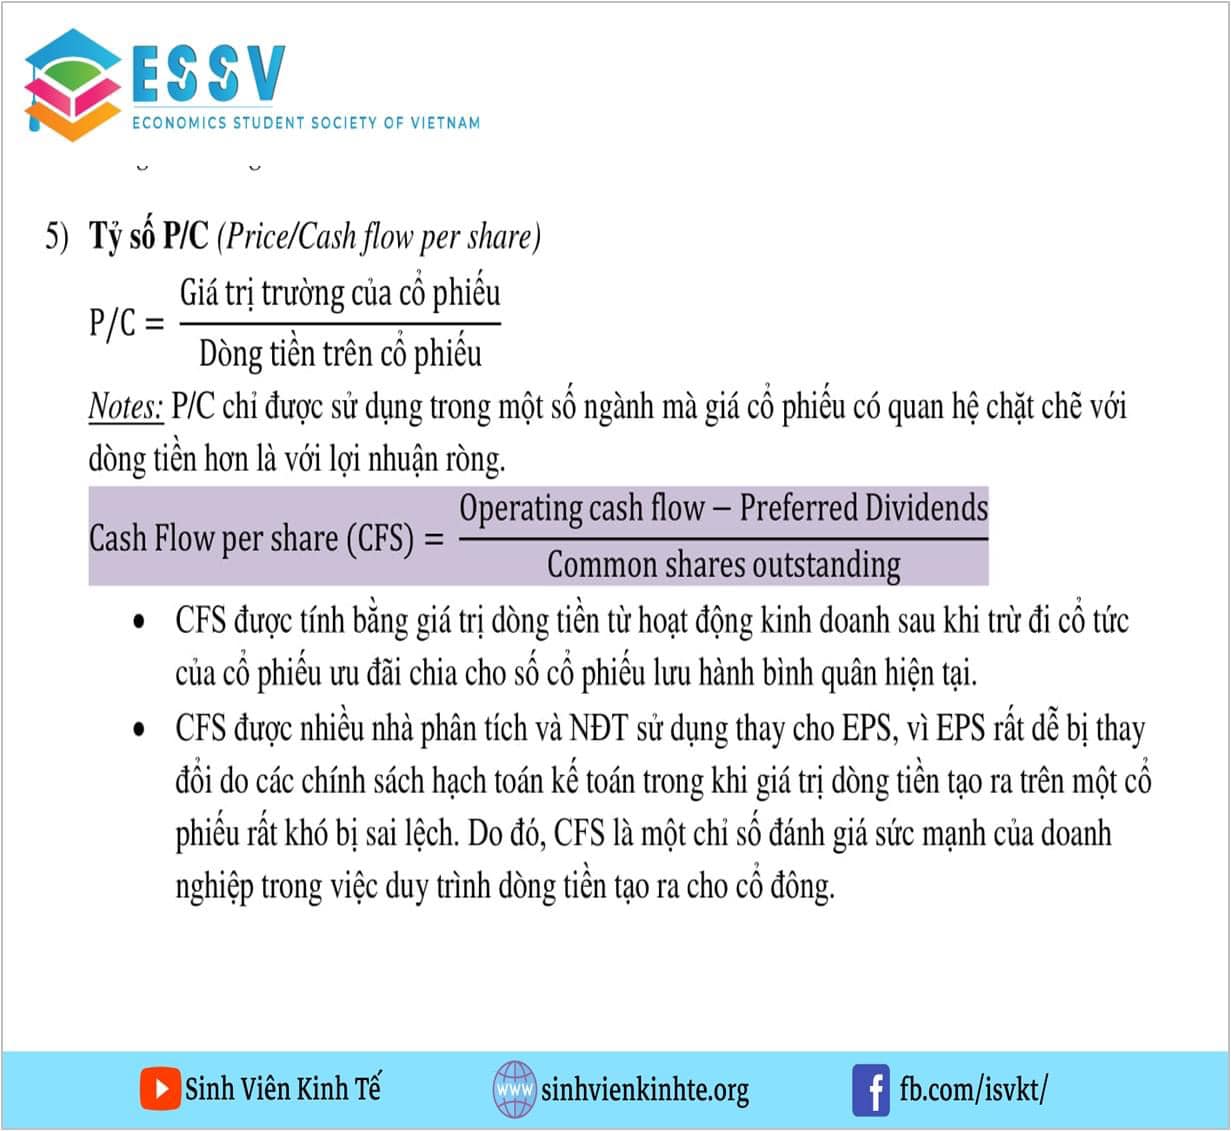 ESSV
ECONOMICS STUDENT SOCIETY OF VIETNAM
5) Tỷ số P/C (Price/Cash flow per share)
P/C = Giá trị trường của cổ phiếu / Dòng tiền trên cổ phiếu
Notes: P/C chỉ được sử dụng trong một số ngành mà giá cổ phiếu có quan hệ chặt chẽ với
dòng tiền hơn là với lợi nhuận ròng.
Cash Flow per share (CFS) = Operating cash flow − Preferred Dividends / Common shares outstanding
• CFS được tính bằng giá trị dòng tiền từ hoạt động kinh doanh sau khi trừ đi cổ tức
của cổ phiếu ưu đãi chia cho số cổ phiếu lưu hành bình quân hiện tại.
• CFS được nhiều nhà phân tích và NĐT sử dụng thay cho EPS, vì EPS rất dễ bị thay
đổi do các chính sách hạch toán kế toán trong khi giá trị dòng tiền tạo ra trên một cổ
phiếu rất khó bị sai lệch. Do đó, CFS là một chỉ số đánh giá sức mạnh của doanh
nghiệp trong việc duy trình dòng tiền tạo ra cho cổ đông.
Sinh Viên Kinh Tế
www sinhvienkinhte.org
f fb.com/isvkt/